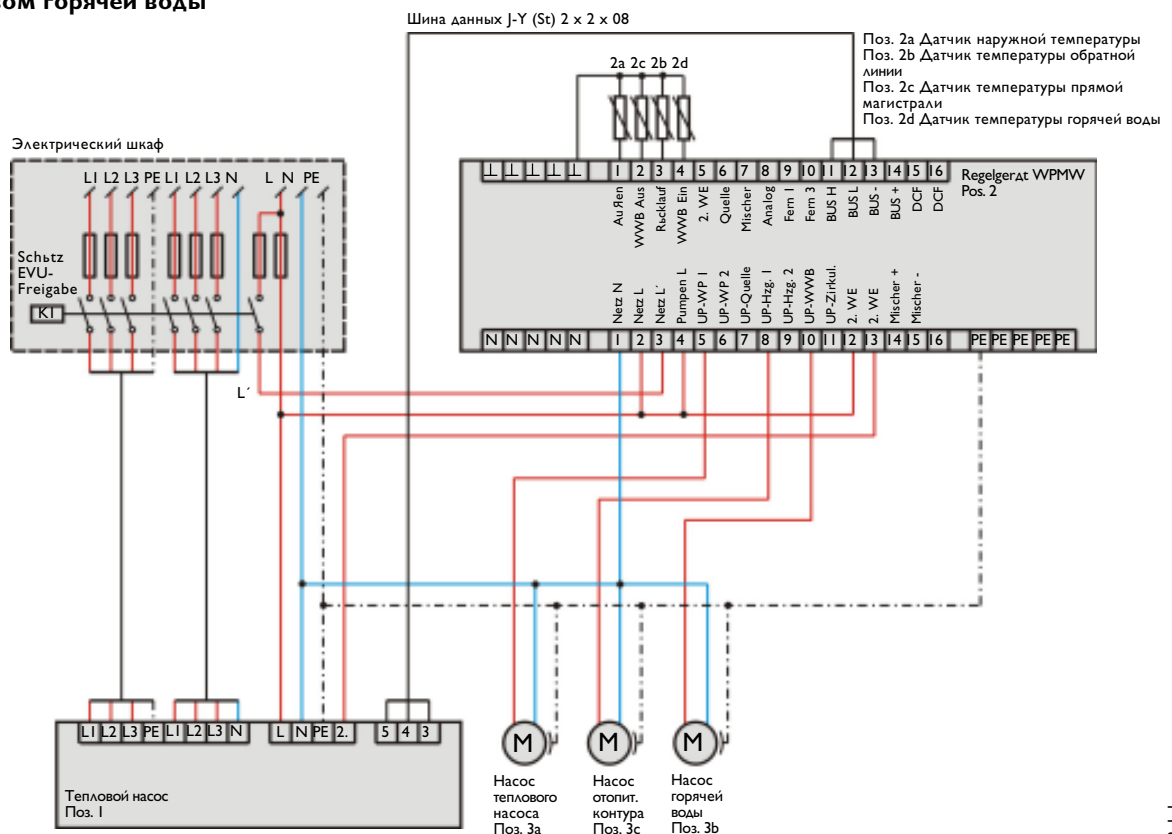 сом горячей воды
Шина данных J-Y (St) 2 x 2 x 08
Поз. 2a Датчик наружной температуры
Поз. 2b Датчик температуры обратной
линии
Поз. 2c Датчик температуры прямой
магистрали
Поз. 2d Датчик температуры горячей воды
2a 2c 2b 2d
Электрический шкаф
L1 L2 L3 PE L1 L2 L3 N L N PE
Schьtz
EVU-
Freigabe
K1
L´
⊥ ⊥ ⊥ ⊥ ⊥ 1 2 3 4 5 6 7 8 9 10 11 12 13 14 15 16
Regelgerдt WPMW
Pos. 2
AuЯen
WWB Aus
Rьcklauf
WWB Ein
2. WE
Quelle
Mischer
Analog
Fern 1
Fern 3
BUS H
BUS L
BUS -
BUS +
DCF
DCF
Netz N
Netz L
Netz L´
Pumpen L
UP-WP 1
UP-WP 2
UP-Quelle
UP-Hzg. 1
UP-Hzg. 2
UP-WWB
UP-Zirkul.
2. WE
2. WE
Mischer +
Mischer -
N N N N N 1 2 3 4 5 6 7 8 9 10 11 12 13 14 15 16 PE PE PE PE PE
L1 L2 L3 PE L1 L2 L3 N L N PE 2. 5 4 3
Тепловой насос
Поз. 1
M
M
M
Насос
теплового
насоса
Поз. 3a
Насос
отопит.
контура
Поз. 3c
Насос
горячей
воды
Поз. 3b